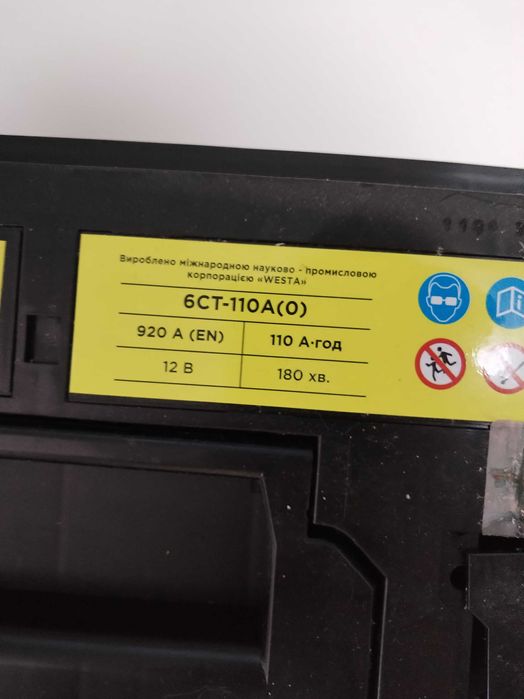 Вироблено міжнародною науково - промисловою
корпорацією «WESTA»
6СТ-110А(0)
920 А (EN) 110 А·год
12 В 180 хв.